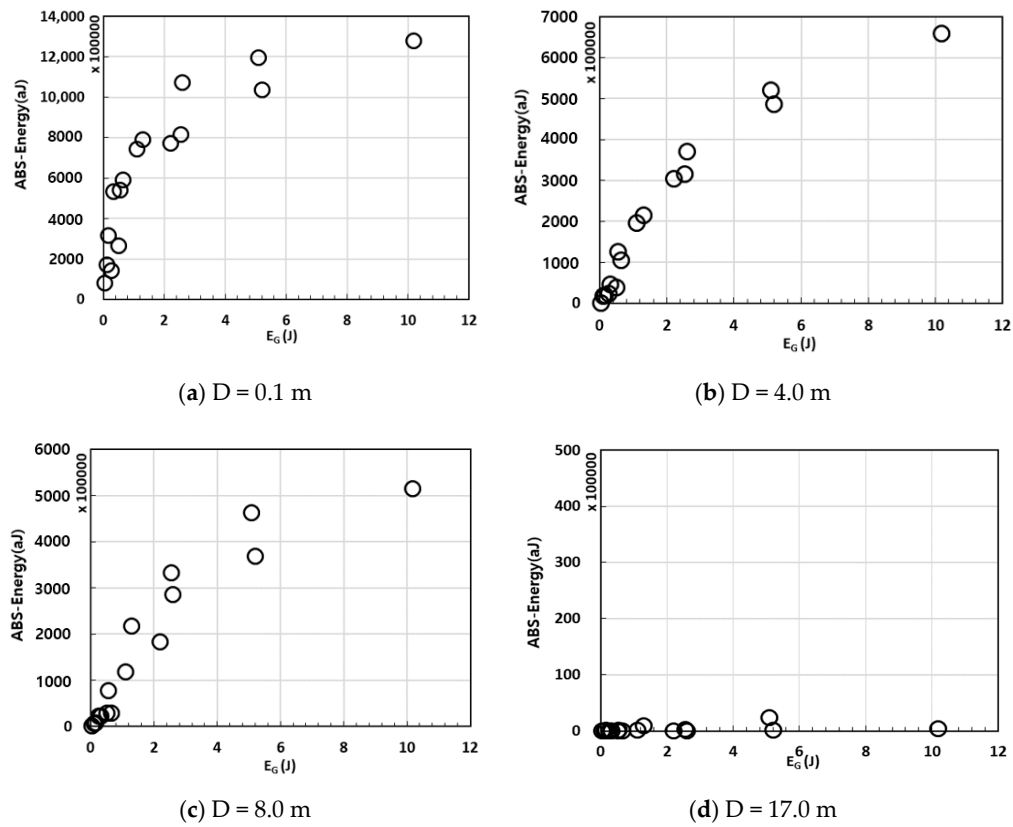 14,000
12,000
10,000
8000
6000
4000
2000
0
x 100000
ABS-Energy(aJ)
0 2 4 6 8 10 12
E_G (J)
(a) D = 0.1 m
7000
6000
5000
4000
3000
2000
1000
0
x 100000
ABS-Energy(aJ)
0 2 4 6 8 10 12
E_G (J)
(b) D = 4.0 m
6000
5000
4000
3000
2000
1000
0
x 100000
ABS-Energy(aJ)
0 2 4 6 8 10 12
E_G (J)
(c) D = 8.0 m
500
400
300
200
100
0
x 100000
ABS-Energy(aJ)
0 2 4 6 8 10 12
E_G (J)
(d) D = 17.0 m